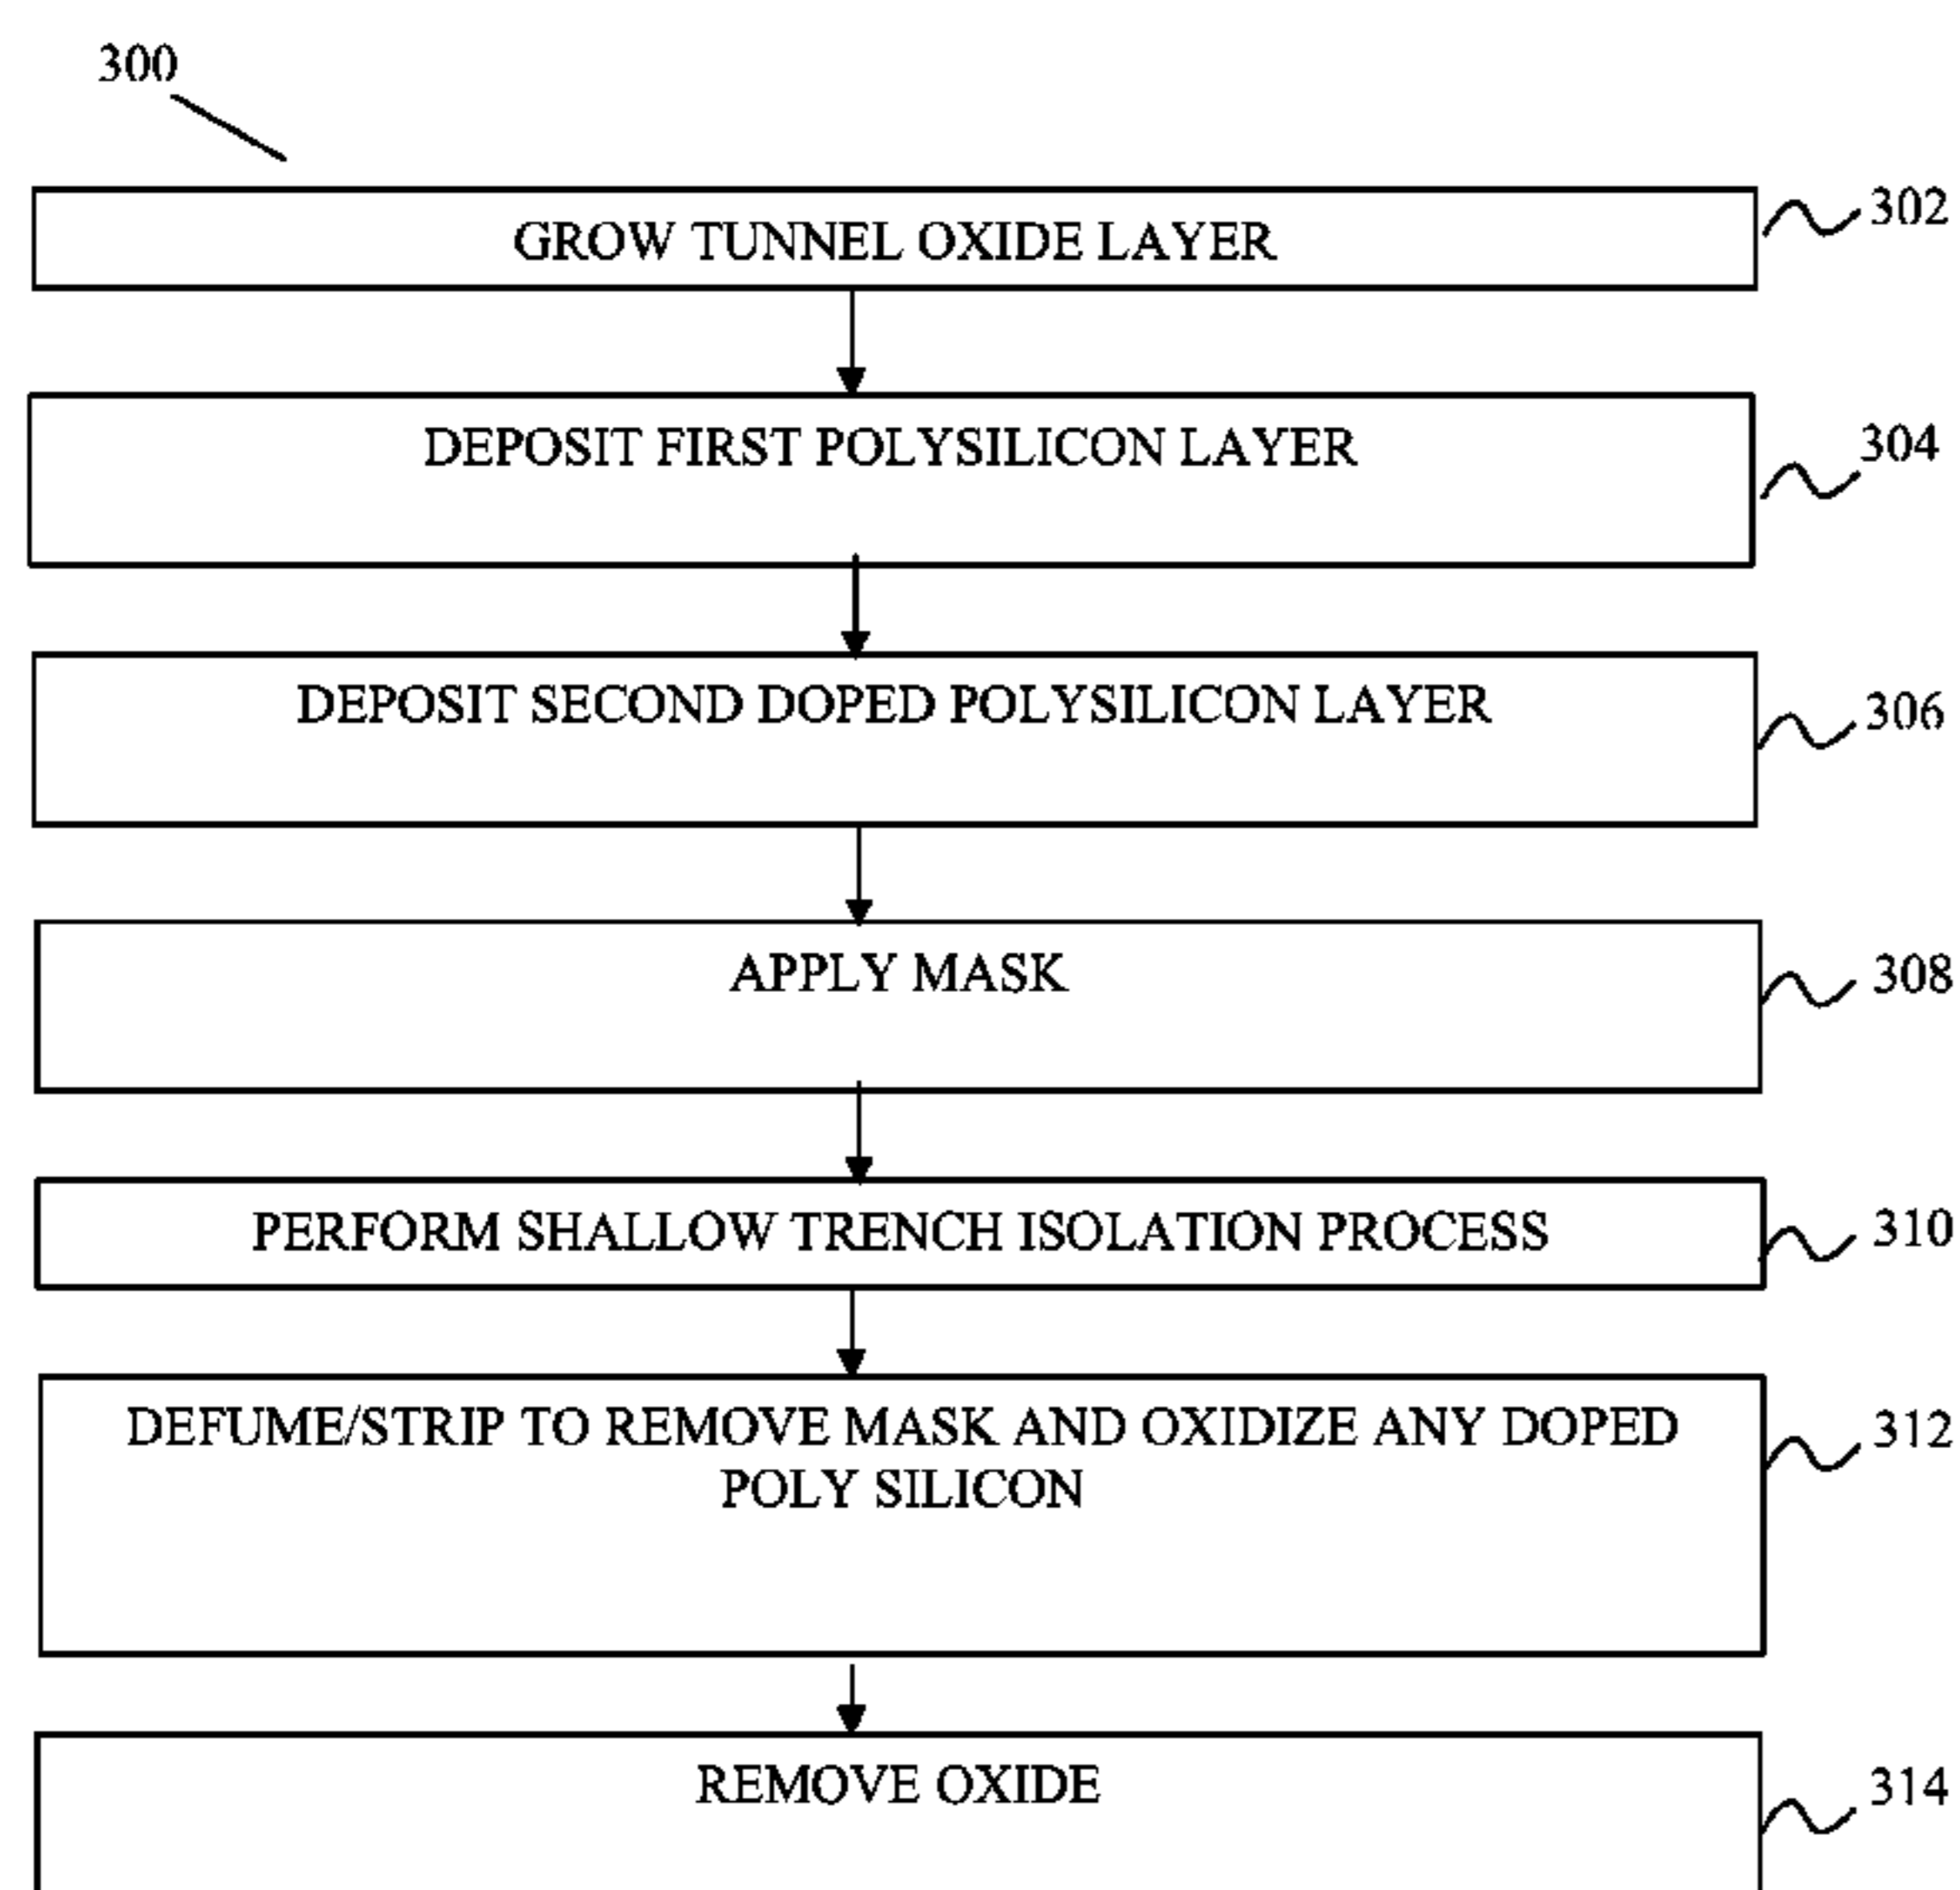 300
GROW TUNNEL OXIDE LAYER
302
DEPOSIT FIRST POLYSILICON LAYER
304
DEPOSIT SECOND DOPED POLYSILICON LAYER
306
APPLY MASK
308
PERFORM SHALLOW TRENCH ISOLATION PROCESS
310
DEFUME/STRIP TO REMOVE MASK AND OXIDIZE ANY DOPED
POLY SILICON
312
REMOVE OXIDE
314